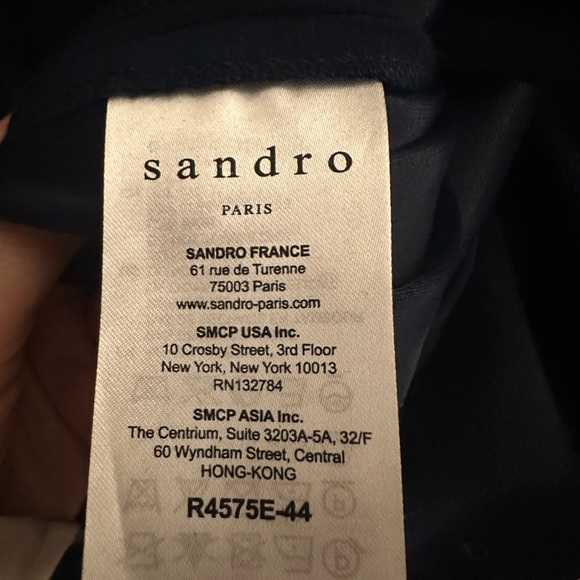 sandro
PARIS
SANDRO FRANCE
61 rue de Turenne
75003 Paris
www.sandro-paris.com
SMCP USA Inc.
10 Crosby Street, 3rd Floor
New York, New York 10013
RN132784
SMCP ASIA Inc.
The Centrium, Suite 3203A-5A, 32/F
60 Wyndham Street, Central
HONG-KONG
R4575E-44